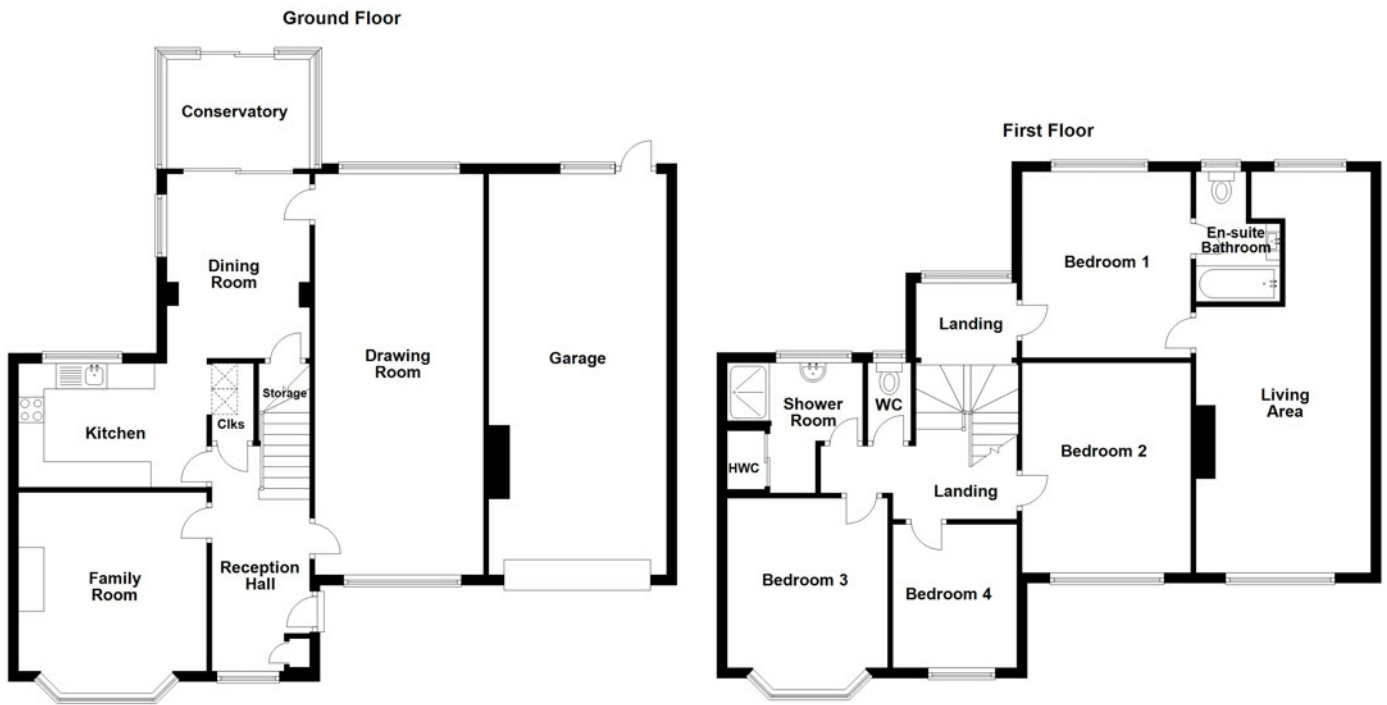 Ground Floor
Conservatory
Dining
Room
Drawing
Room
Garage
Storage
Clks
Kitchen
Family
Room
Reception
Hall
First Floor
Bedroom 1
En-suite
Bathroom
Landing
Shower
Room
WC
HWC
Landing
Bedroom 2
Living
Area
Bedroom 3
Bedroom 4